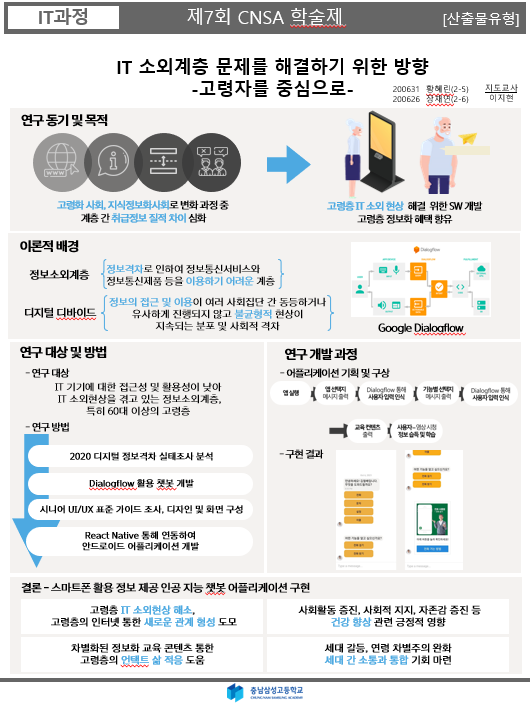 IT과정
제7회 CNSA 학술제
[산출물유형]
IT 소외계층 문제를 해결하기 위한 방향
-고령자를 중심으로-
200631 황혜린(2-5)
200626 장채연(2-6)
지도교사
이지현
연구 동기 및 목적
고령화 사회, 지식정보화사회로 변화 과정 중
계층 간 취급정보 질적 차이 심화
고령층 IT 소외 현상 해결 위한 SW 개발
고령층 정보화 혜택 향유
이론적 배경
정보소외계층
정보격차로 인하여 정보통신서비스와
정보통신제품 등을 이용하기 어려운 계층
디지털 디바이드
정보의 접근 및 이용이 여러 사회집단 간 동등하거나
유사하게 진행되지 않고 불균형적 현상이
지속되는 분포 및 사회적 격차
Dialogflow
Google Dialogflow
연구 대상 및 방법
- 연구 대상
IT 기기에 대한 접근성 및 활용성이 낮아
IT 소외현상을 겪고 있는 정보소외계층,
특히 60대 이상의 고령층
- 연구 방법
2020 디지털 정보격차 실태조사 분석
Dialogflow 활용 챗봇 개발
시니어 UI/UX 표준 가이드 조사, 디자인 및 화면 구성
React Native 통해 연동하여
안드로이드 어플리케이션 개발
연구 개발 과정
- 어플리케이션 기획 및 구상
앱 실행
앱 선택지
메시지 출력
Dialogflow 통해
사용자 입력 인식
기능별 선택지
메시지 출력
Dialogflow 통해
사용자 입력 인식
교육 컨텐츠
출력
사용자 – 영상 시청
정보 습득 및 학습
- 구현 결과
결론 – 스마트폰 활용 정보 제공 인공 지능 챗봇 어플리케이션 구현
고령층 IT 소외현상 해소,
고령층의 인터넷 통한 새로운 관계 형성 도모
사회활동 증진, 사회적 지지, 자존감 증진 등
건강 향상 관련 긍정적 영향
차별화된 정보화 교육 콘텐츠 통한
고령층의 언택트 삶 적응 도움
세대 갈등, 연령 차별주의 완화
세대 간 소통과 통합 기회 마련
충남삼성고등학교
CHUNGNAM SAMSUNG ACADEMY